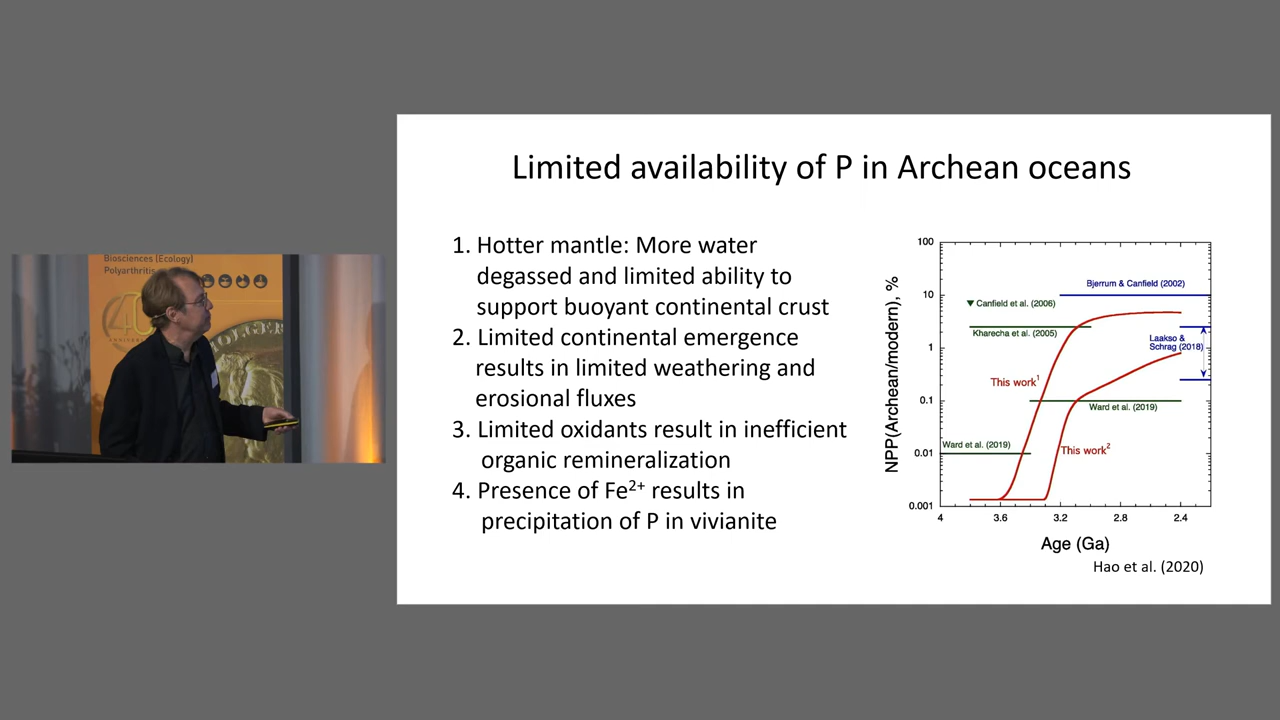 Biosciences (Ecology)
Polyarthritis
40
Limited availability of P in Archean oceans
1. Hotter mantle: More water
degassed and limited ability to
support buoyant continental crust
2. Limited continental emergence
results in limited weathering and
erosional fluxes
3. Limited oxidants result in inefficient
organic remineralization
4. Presence of Fe²⁺ results in
precipitation of P in vivianite
NPP(Archean/modern), %
100
10
1
0.1
0.01
0.001
Bjerrum & Canfield (2002)
▼ Canfield et al. (2006)
Kharecha et al. (2005)
Laakso &
Schrag (2018)
This work¹
Ward et al. (2019)
Ward et al. (2019)
This work²
4 3.6 3.2 2.8 2.4
Age (Ga)
Hao et al. (2020)